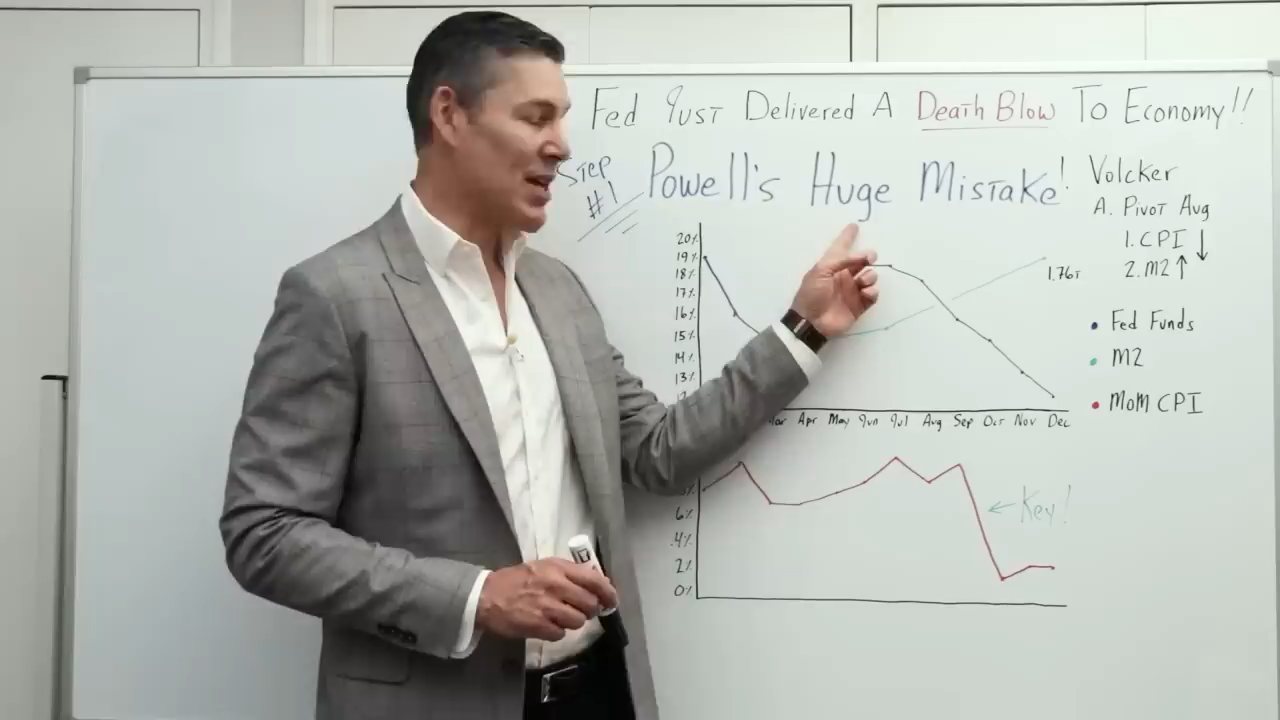 Fed Just Delivered A Death Blow To Economy!!
Step #1
Powell's Huge Mistake!
Volcker
A. Pivot Avg
1. CPI ↓
2. M2 ↑
20%
19%
18%
17%
16%
15%
14%
13%
1.76T
• Fed Funds
• M2
• MoM CPI
Apr May Jun Jul Aug Sep Oct Nov Dec
.6%
.4%
.2%
0%
← Key!